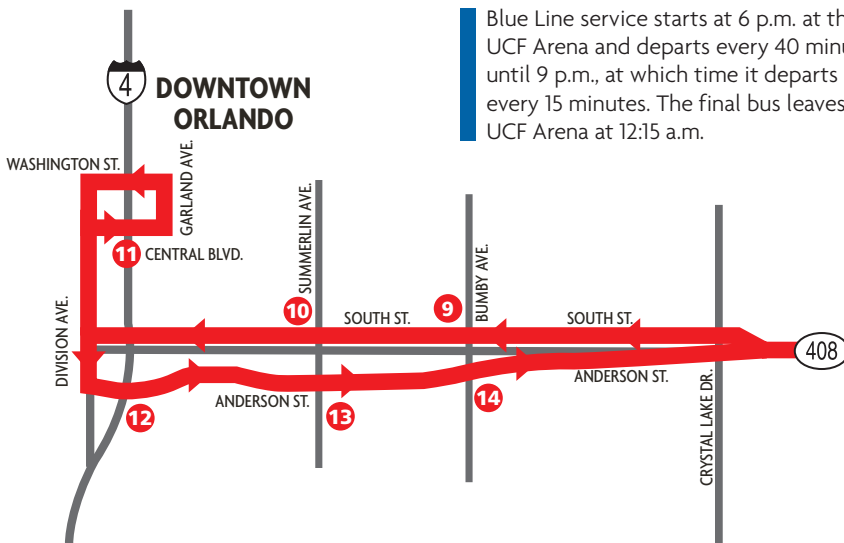 Blue Line service starts at 6 p.m. at the
UCF Arena and departs every 40
until 9 p.m., at which time it departs
every 15 minutes. The final bus leaves
UCF Arena at 12:15 a.m.
4
DOWNTOWN
ORLANDO
WASHINGTON ST.
GARLAND AVE.
11 CENTRAL BLVD.
SUMMERLIN AVE.
BUMBY AVE.
10
9
SOUTH ST.
SOUTH ST.
DIVISION AVE.
408
ANDERSON ST.
ANDERSON ST.
12
13
14
CRYSTAL LAKE DR.